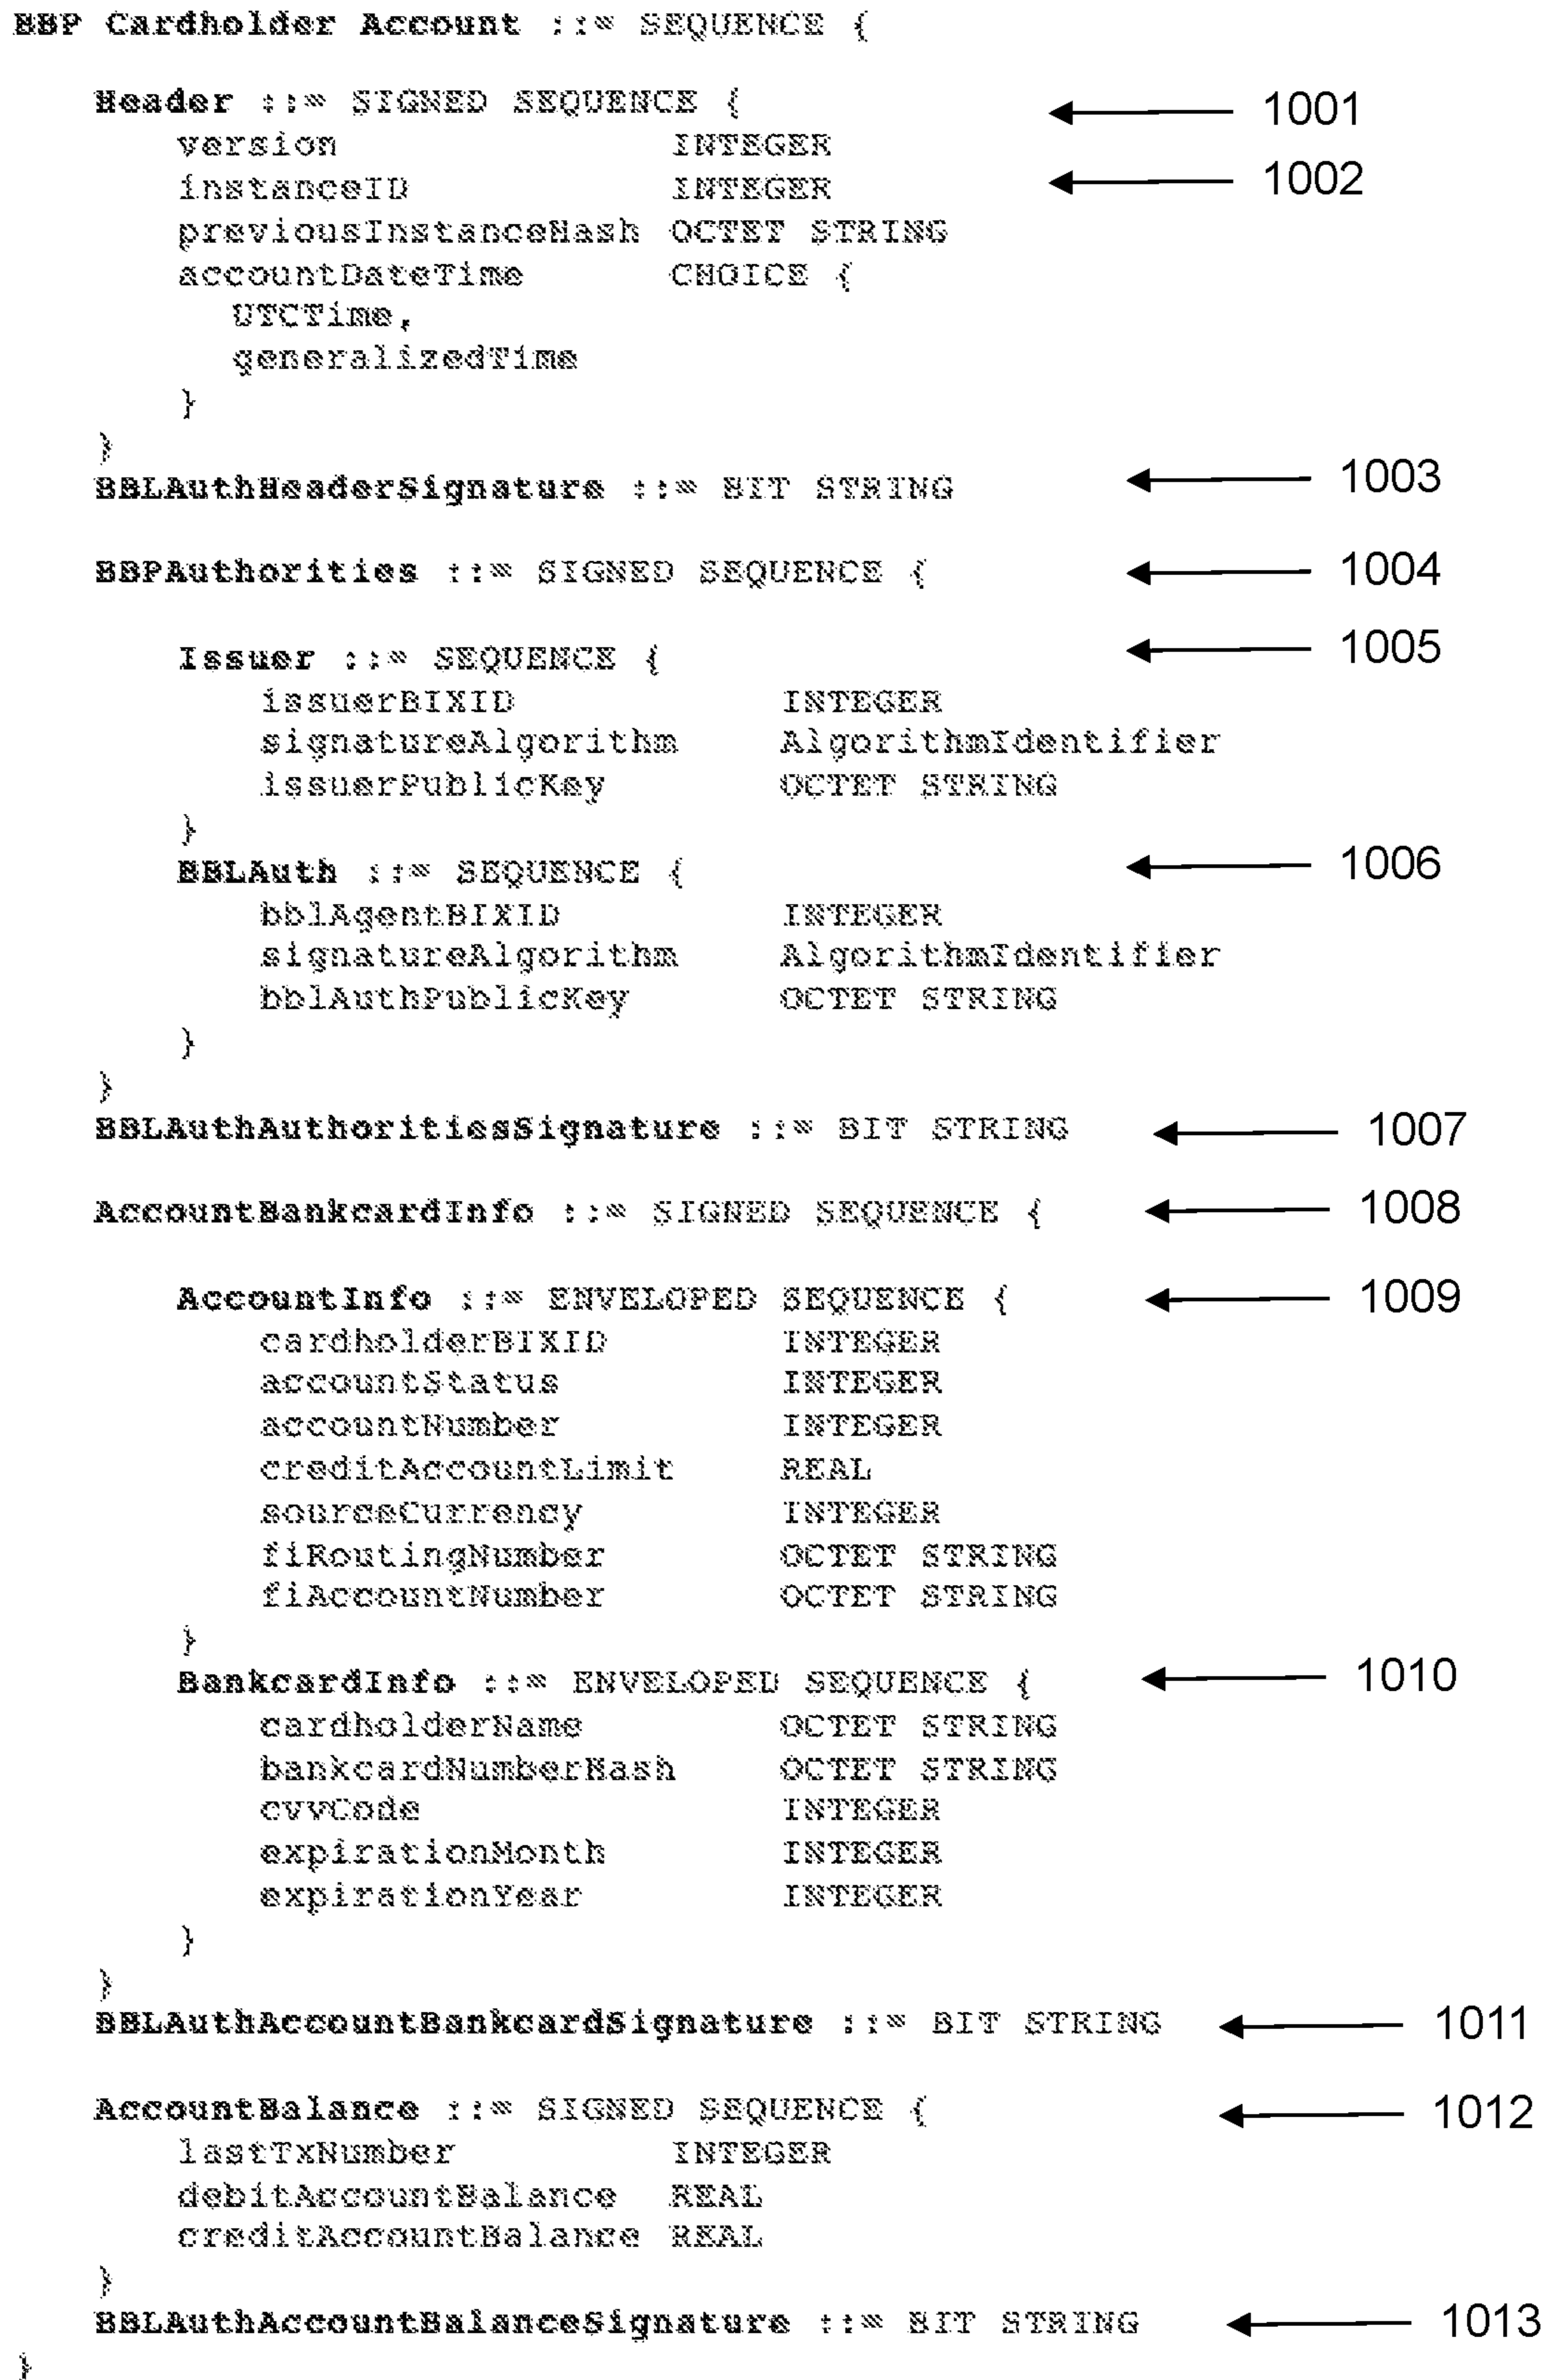 BBP Cardholder Account ::= SEQUENCE {
Header ::= SIGNED SEQUENCE { 1001
version INTEGER
instanceID INTEGER 1002
previousInstanceHash OCTET STRING
accountDateTime CHOICE {
UTCTime,
generalizedTime
}
}
BBLAuthHeaderSignature ::= BIT STRING 1003
BBPAuthorities ::= SIGNED SEQUENCE { 1004
Issuer ::= SEQUENCE { 1005
issuerBIXID INTEGER
signatureAlgorithm AlgorithmIdentifier
issuerPublicKey OCTET STRING
}
BBLAuth ::= SEQUENCE { 1006
bblAgentBIXID INTEGER
signatureAlgorithm AlgorithmIdentifier
bblAuthPublicKey OCTET STRING
}
}
BBLAuthAuthoritiesSignature ::= BIT STRING 1007
AccountBankcardInfo ::= SIGNED SEQUENCE { 1008
AccountInfo ::= ENVELOPED SEQUENCE { 1009
cardholderBIXID INTEGER
accountStatus INTEGER
accountNumber INTEGER
creditAccountLimit REAL
sourceCurrency INTEGER
fiRoutingNumber OCTET STRING
fiAccountNumber OCTET STRING
}
BankcardInfo ::= ENVELOPED SEQUENCE { 1010
cardholderName OCTET STRING
bankcardNumberHash OCTET STRING
cvvCode INTEGER
expirationMonth INTEGER
expirationYear INTEGER
}
}
BBLAuthAccountBankcardSignature ::= BIT STRING 1011
AccountBalance ::= SIGNED SEQUENCE { 1012
lastTxNumber INTEGER
debitAccountBalance REAL
creditAccountBalance REAL
}
BBLAuthAccountBalanceSignature ::= BIT STRING 1013
}